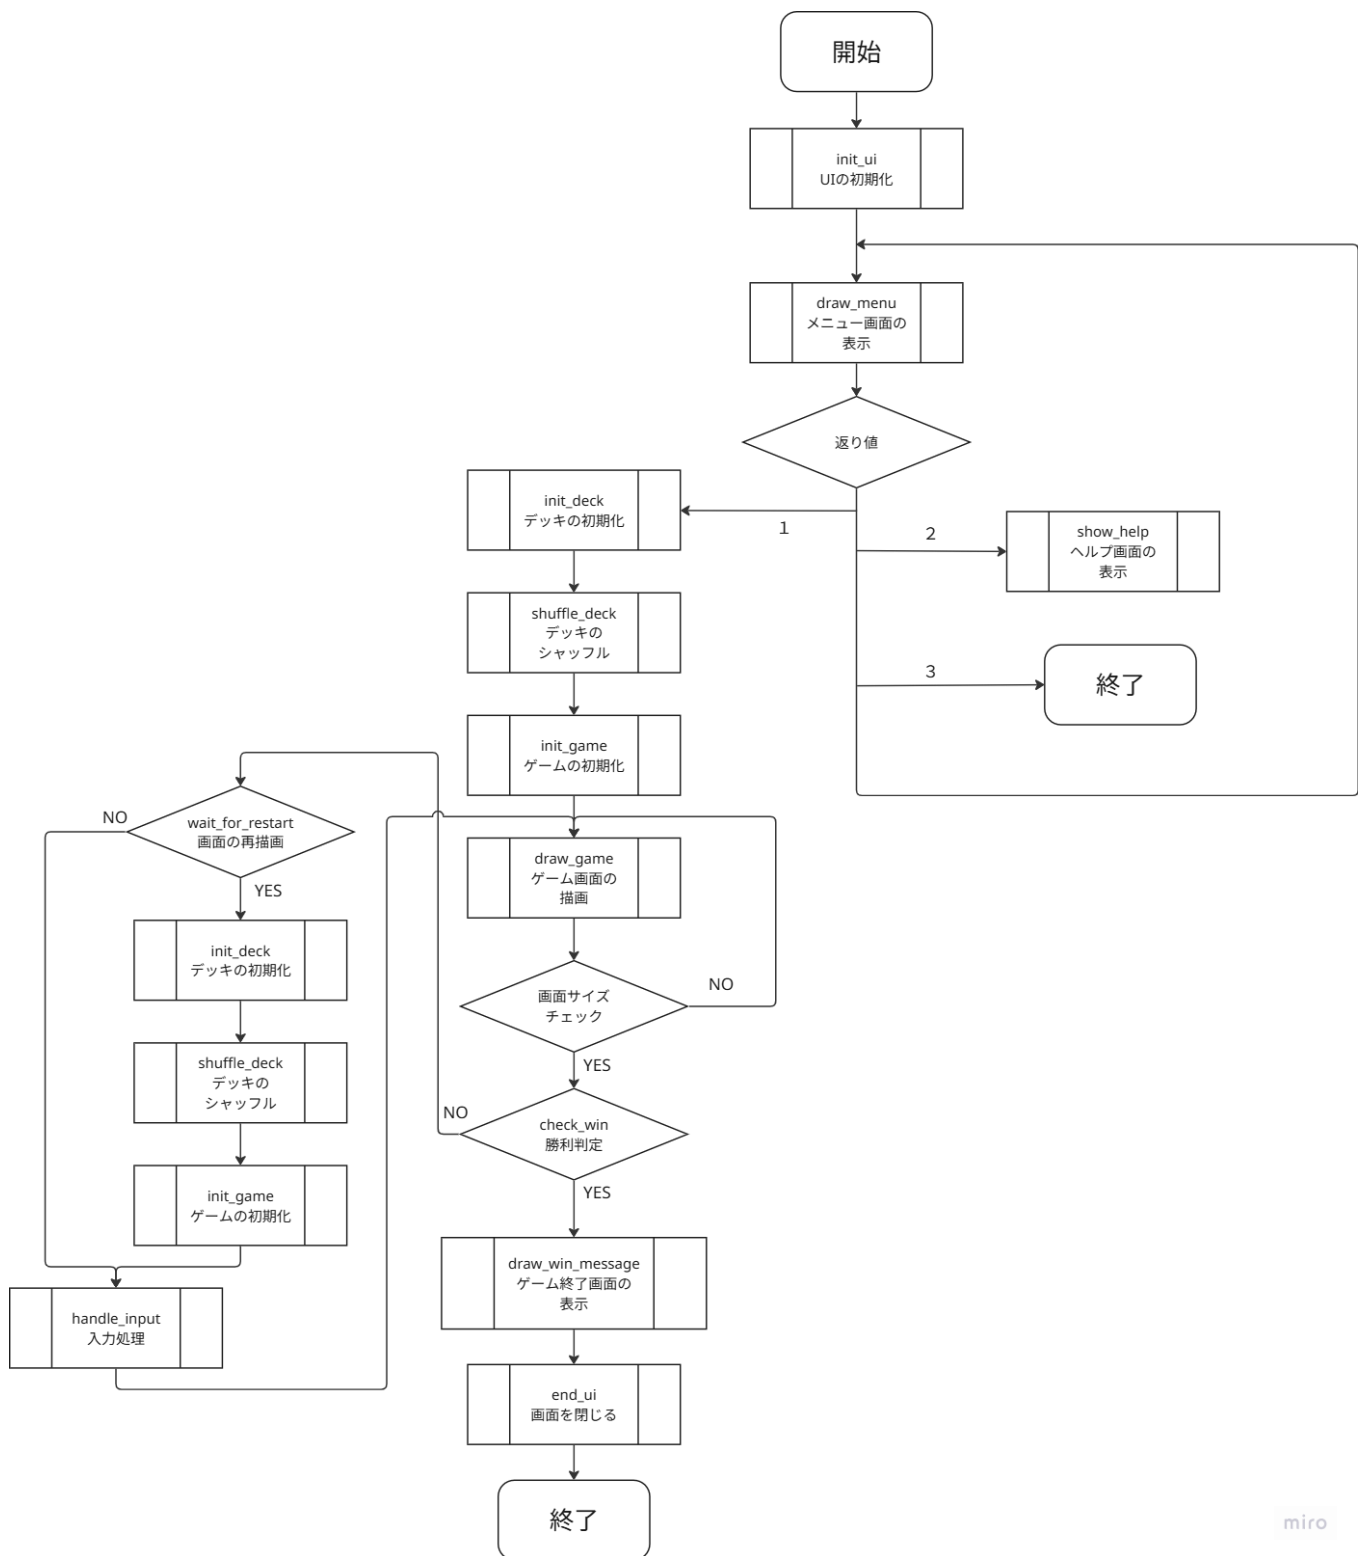 開始
init_ui
UIの初期化
draw_menu
メニュー画面の
表示
返り値
1
2
3
show_help
ヘルプ画面の
表示
終了
init_deck
デッキの初期化
shuffle_deck
デッキの
シャッフル
init_game
ゲームの初期化
draw_game
ゲーム画面の
描画
画面サイズ
チェック
NO
YES
check_win
勝利判定
NO
YES
wait_for_restart
画面の再描画
NO
YES
init_deck
デッキの初期化
shuffle_deck
デッキの
シャッフル
init_game
ゲームの初期化
handle_input
入力処理
draw_win_message
ゲーム終了画面の
表示
end_ui
画面を閉じる
終了
miro